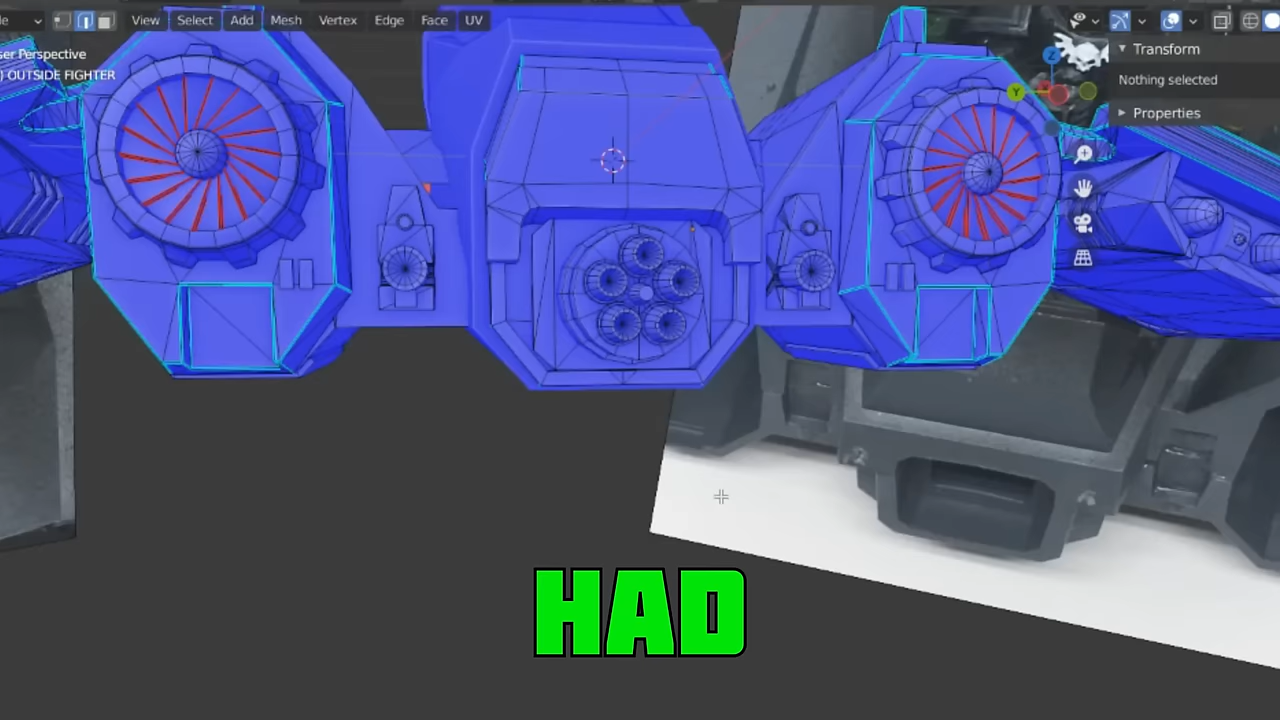 View Select Add Mesh Vertex Edge Face UV
ser Perspective
) OUTSIDE FIGHTER
Transform
Nothing selected
Properties
Z
Y
HAD